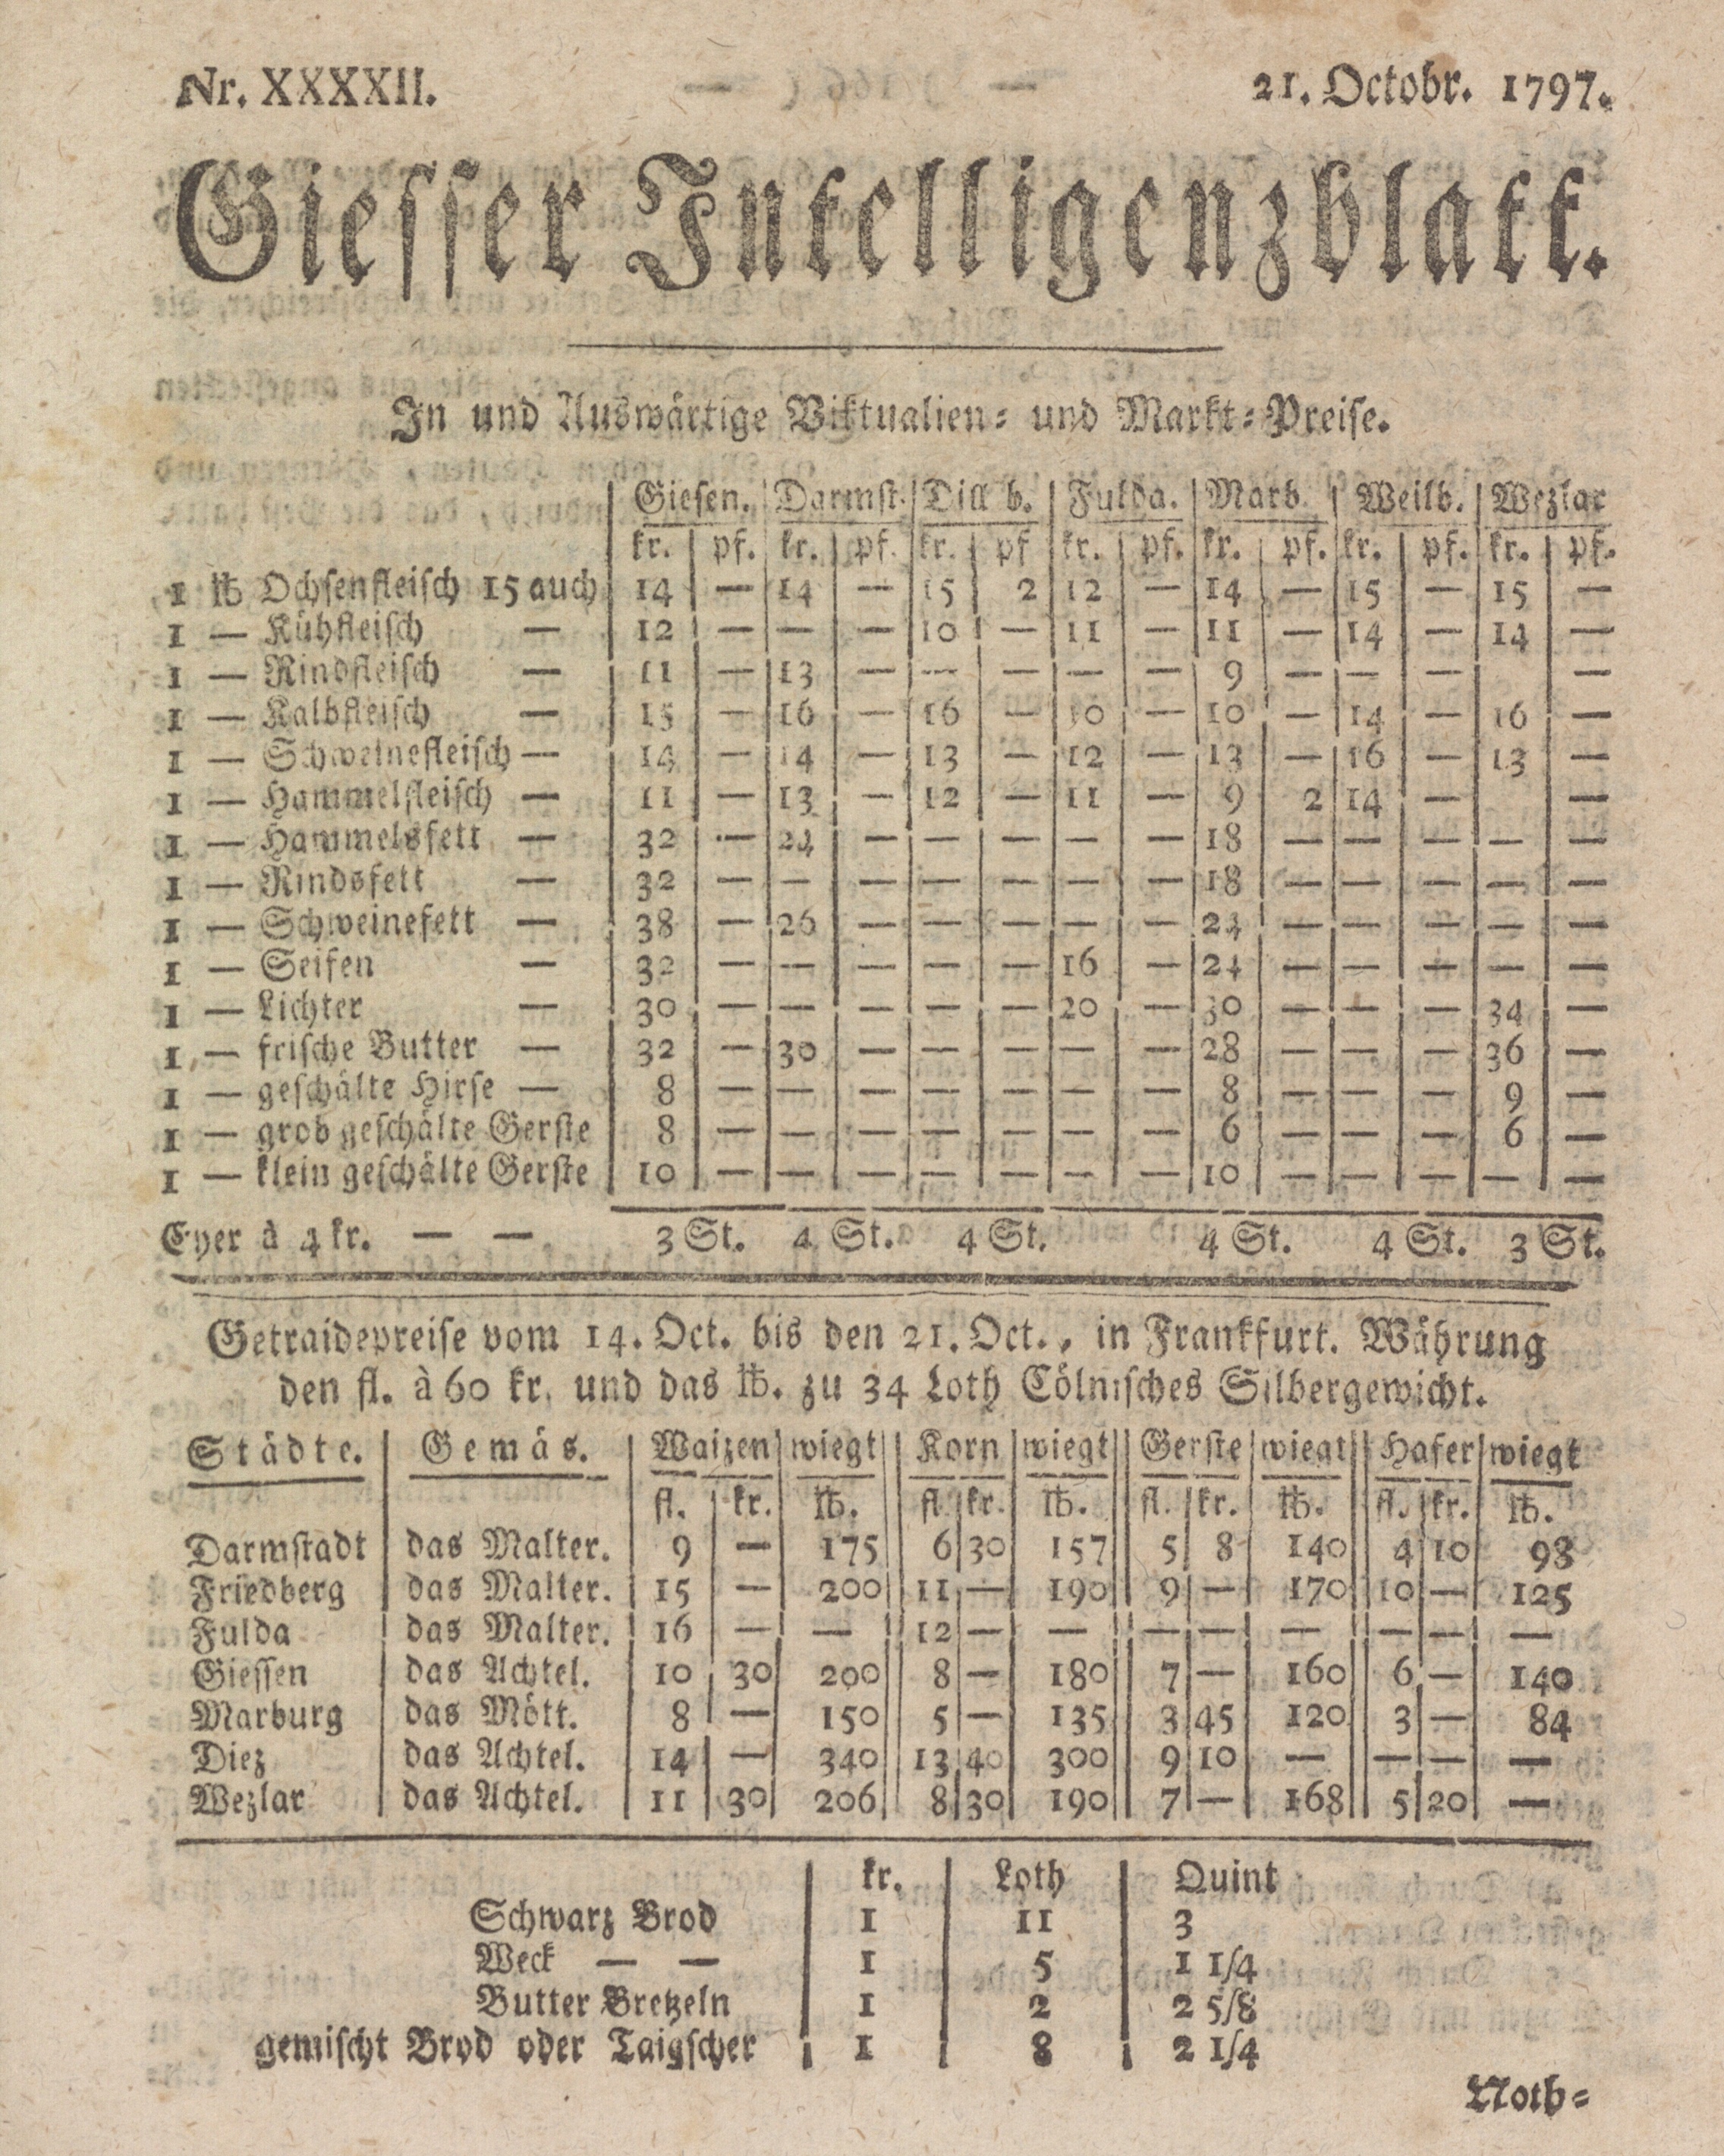 Nr. XXXXII. 21. Octobr. 1797.
Giesser Intelligenzblatt.
In und Auswärtige Viktualien- und Markt-Preise.
Giesen. Darmst. Dill b. Fulda. Marb. Weilb. Wezlar
kr. pf. kr. pf. kr. pf kr. pf. kr. pf. kr. pf. kr. pf.
1 ℔ Ochsenfleisch 15 auch 14 — 14 — 15 2 12 — 14 — 15 — 15 —
1 — Kühfleisch — 12 — — — 10 — 11 — 11 — 14 — 14 —
1 — Rindfleisch — 11 — 13 — — — — — 9 — — — —
1 — Kalbfleisch — 15 — 16 — 16 — 10 — 10 — 14 — 16 —
1 — Schweinefleisch — 14 — 14 — 13 — 12 — 13 — 16 — 13 —
1 — Hammelfleisch — 11 — 13 — 12 — 11 — 9 2 14 — —
1 — Hammelsfett — 32 — 24 — — — — — 18 — — — — —
1 — Rindsfett — 32 — — — — — — — 18 — — — — —
1 — Schweinefett — 38 — 26 — — — — — 24 — — — — —
1 — Seifen — 32 — — — — — 16 — 24 — — — — —
1 — Lichter — 30 — — — — — 20 — 30 — — — 34 —
1 — frische Butter — 32 — 30 — — — — — 28 — — — 36 —
1 — geschälte Hirse — 8 — — — — — — — 8 — — — 9 —
1 — grob geschälte Gerste 8 — — — — — — — 6 — — — 6 —
1 — klein geschälte Gerste 10 — — — — — — — 10 — — — — —
Eyer à 4 kr. — — 3 St. 4 St. 4 St. 4 St. 4 St. 3 St.
Getraidepreise vom 14. Oct. bis den 21. Oct., in Frankfurt. Währung
den fl. à 60 kr. und das ℔. zu 34 Loth Cölnisches Silbergewicht.
Städte. Gemäs. Waizen wiegt Korn wiegt Gerste wiegt Hafer wiegt
fl. kr. ℔. fl. kr. ℔. fl. kr. ℔. fl. kr. ℔.
Darmstadt das Malter. 9 — 175 6 30 157 5 8 140 4 10 98
Friedberg das Malter. 15 — 200 11 — 190 9 — 170 10 — 125
Fulda das Malter. 16 — — 12 — — — — — — — —
Giessen das Achtel. 10 30 200 8 — 180 7 — 160 6 — 140
Marburg das Mött. 8 — 150 5 — 135 3 45 120 3 — 84
Diez das Achtel. 14 — 340 13 40 300 9 10 — — — —
Wezlar das Achtel. 11 30 206 8 30 190 7 — 168 5 20 —
kr. Loth Quint
Schwarz Brod 1 11 3
Weck — — 1 5 1 1/4
Butter Bretzeln 1 2 2 5/8
gemischt Brod oder Taigscher 1 8 2 1/4
Noth-